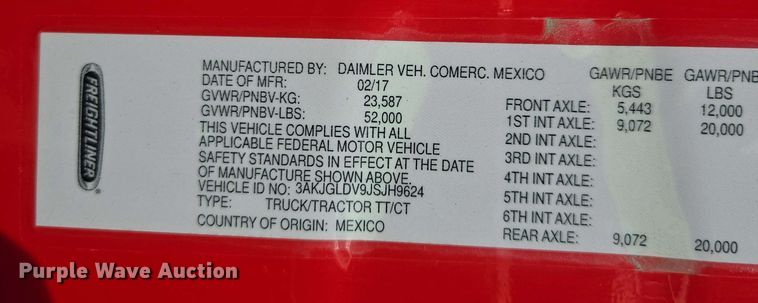 FREIGHTLINER
MANUFACTURED BY: DAIMLER VEH. COMERC. MEXICO
DATE OF MFR: 02/17
GVWR/PNBV-KG: 23,587
GVWR/PNBV-LBS: 52,000
THIS VEHICLE COMPLIES WITH ALL
APPLICABLE FEDERAL MOTOR VEHICLE
SAFETY STANDARDS IN EFFECT AT THE DATE
OF MANUFACTURE SHOWN ABOVE.
VEHICLE ID NO: 3AKJGLDV9JSJH9624
TYPE: TRUCK/TRACTOR TT/CT
COUNTRY OF ORIGIN: MEXICO
GAWR/PNBE GAWR/PNBE
KGS LBS
FRONT AXLE: 5,443 12,000
1ST INT AXLE: 9,072 20,000
2ND INT AXLE:
3RD INT AXLE:
4TH INT AXLE:
5TH INT AXLE:
6TH INT AXLE:
REAR AXLE: 9,072 20,000
Purple Wave Auction